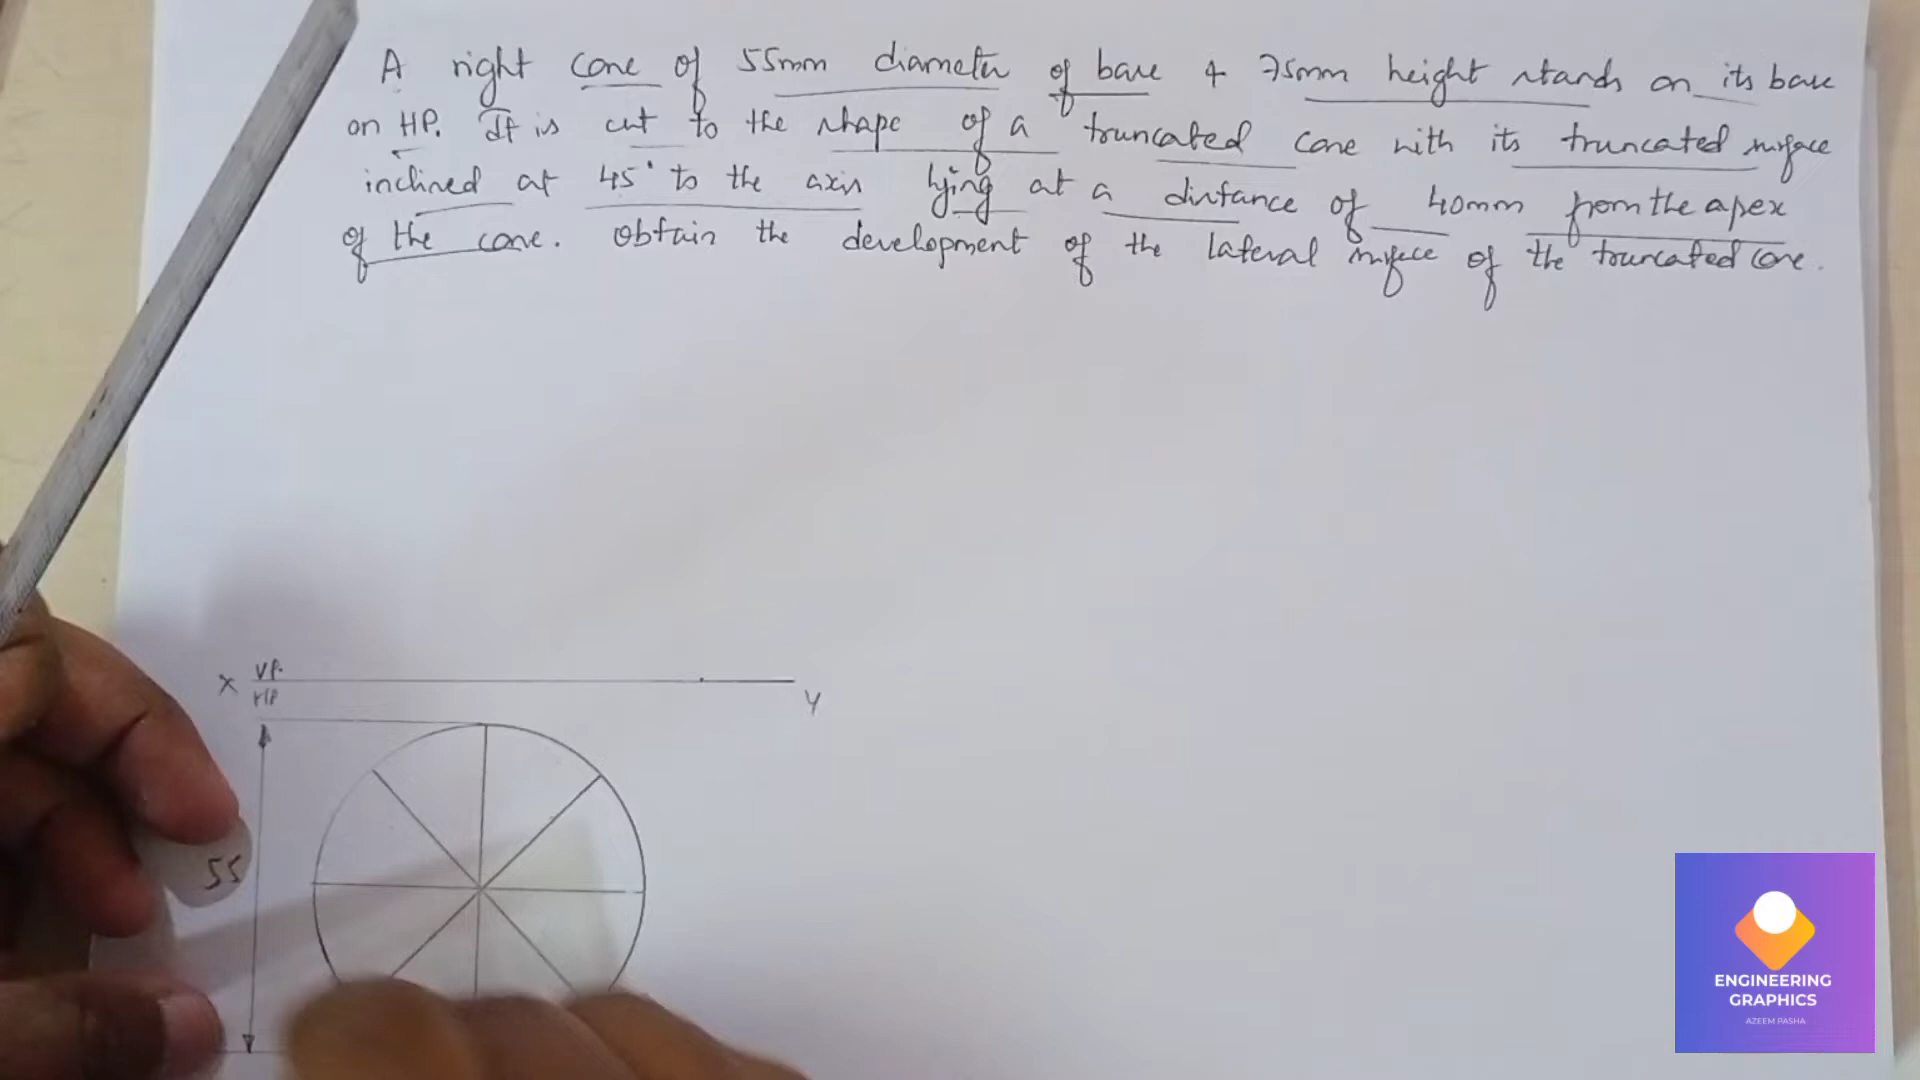 A right cone of 55mm diameter of base & 75mm height stands on its base
on HP. It is cut to the shape of a truncated cone with its truncated surface
inclined at 45° to the axis lying at a distance of 40mm from the apex
of the cone. obtain the development of the lateral surface of the truncated cone.
X VP. HP Y
55
ENGINEERING
GRAPHICS
AZEEM PASHA